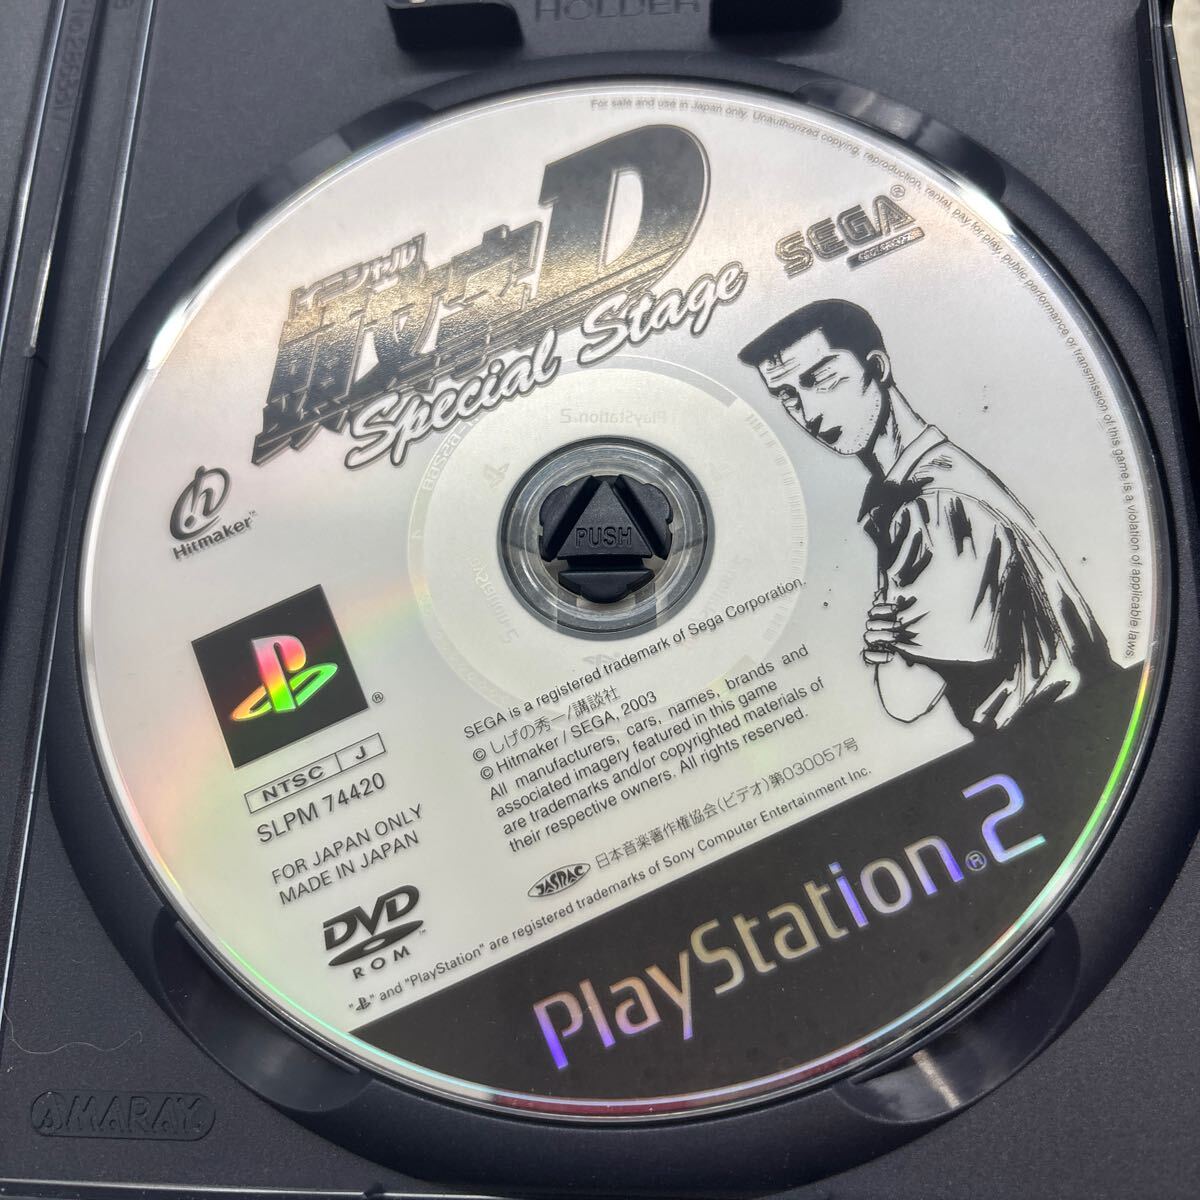 HOLDER
For safe and use in Japan only. Unauthorized copying, reproduction, rental, pay for play, public performance or transmission of this game is a violation of applicable laws.
イニシャル
頭文字D
Special Stage
SEGA®
h
Hitmaker™
PUSH
PlayStation.2
®
NTSC J
SLPM 74420
FOR JAPAN ONLY
MADE IN JAPAN
DVD
ROM™
SEGA is a registered trademark of Sega Corporation.
© しげの秀一/講談社
© Hitmaker / SEGA, 2003
All manufacturers, cars, names, brands and
associated imagery featured in this game
are trademarks and/or copyrighted materials of
their respective owners. All rights reserved.
JASRAC
日本音楽著作権協会(ビデオ)第030057号
" " and "PlayStation" are registered trademarks of Sony Computer Entertainment Inc.
PlayStation®2
AMARAY